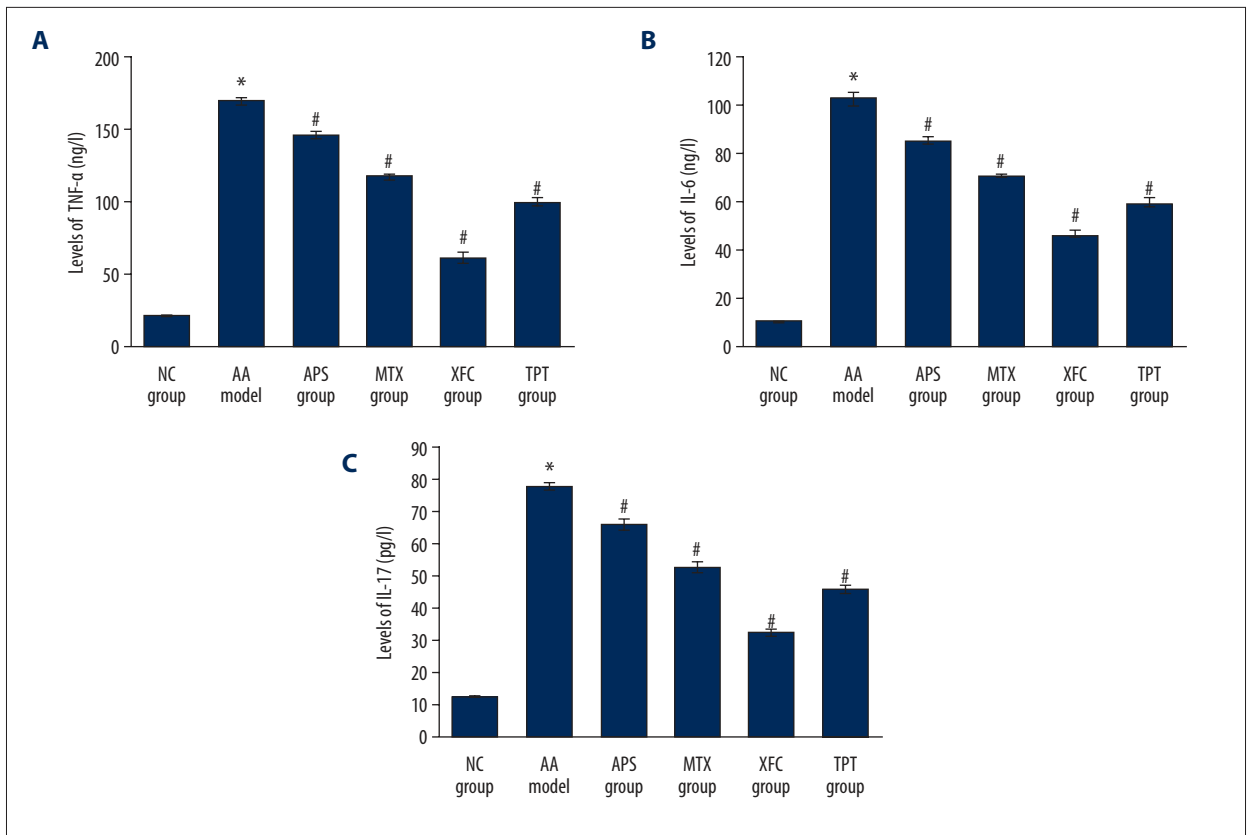 A
Levels of TNF-α (ng/l)
200
150
100
50
0
*
#
#
#
#
NC group
AA model
APS group
MTX group
XFC group
TPT group
B
Levels of IL-6 (ng/l)
120
100
80
60
40
20
0
*
#
#
#
#
NC group
AA model
APS group
MTX group
XFC group
TPT group
C
Levels of IL-17 (pg/l)
90
80
70
60
50
40
30
20
10
0
*
#
#
#
#
NC group
AA model
APS group
MTX group
XFC group
TPT group